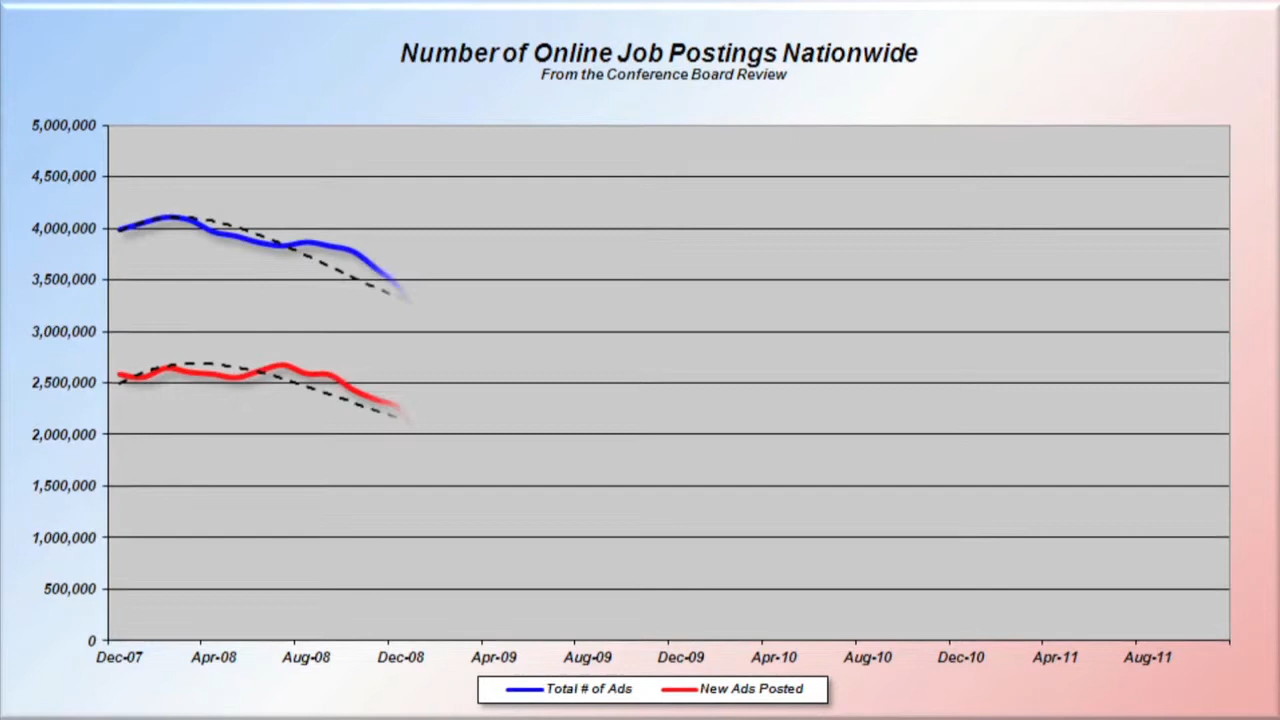 Number of Online Job Postings Nationwide
From the Conference Board Review
5,000,000
4,500,000
4,000,000
3,500,000
3,000,000
2,500,000
2,000,000
1,500,000
1,000,000
500,000
0
Dec-07 Apr-08 Aug-08 Dec-08 Apr-09 Aug-09 Dec-09 Apr-10 Aug-10 Dec-10 Apr-11 Aug-11
Total # of Ads New Ads Posted